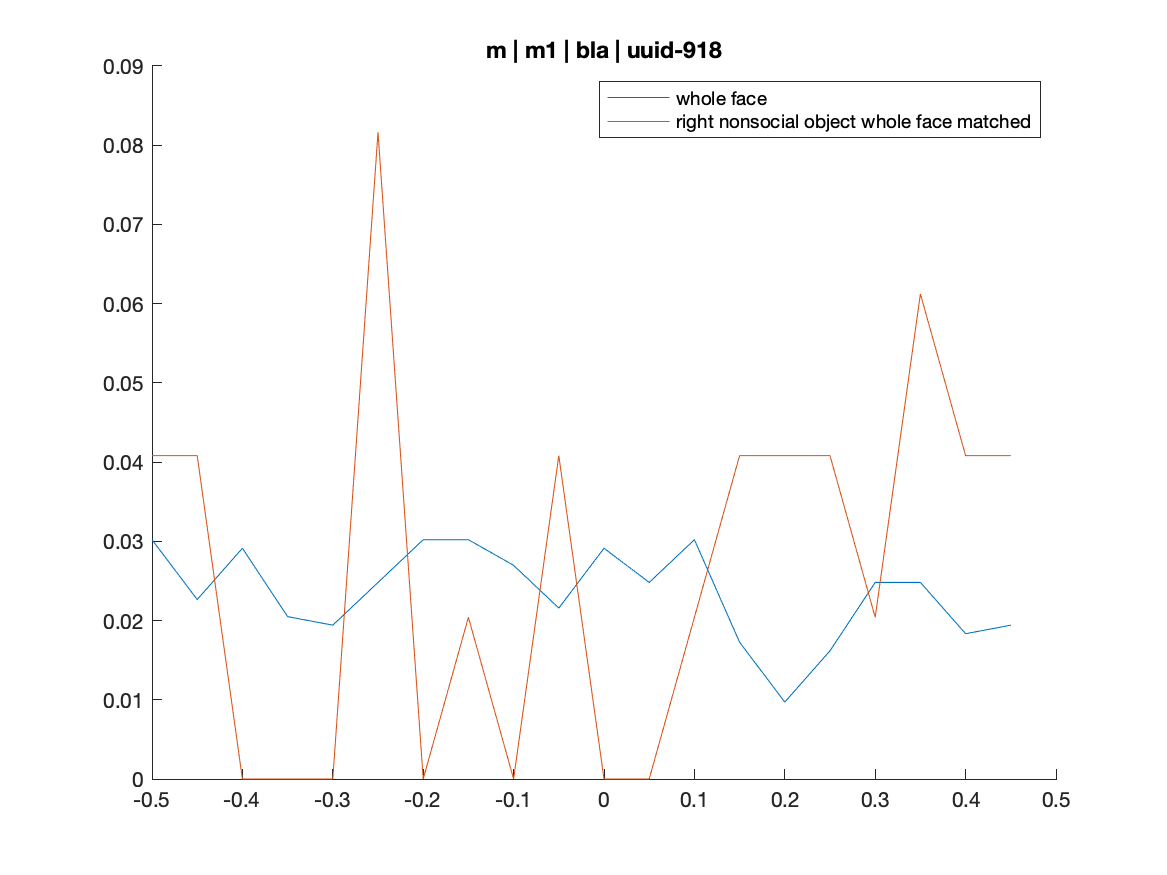 m | m1 | bla | uuid-918
whole face
right nonsocial object whole face matched
0.09
0.08
0.07
0.06
0.05
0.04
0.03
0.02
0.01
0
-0.5 -0.4 -0.3 -0.2 -0.1 0 0.1 0.2 0.3 0.4 0.5